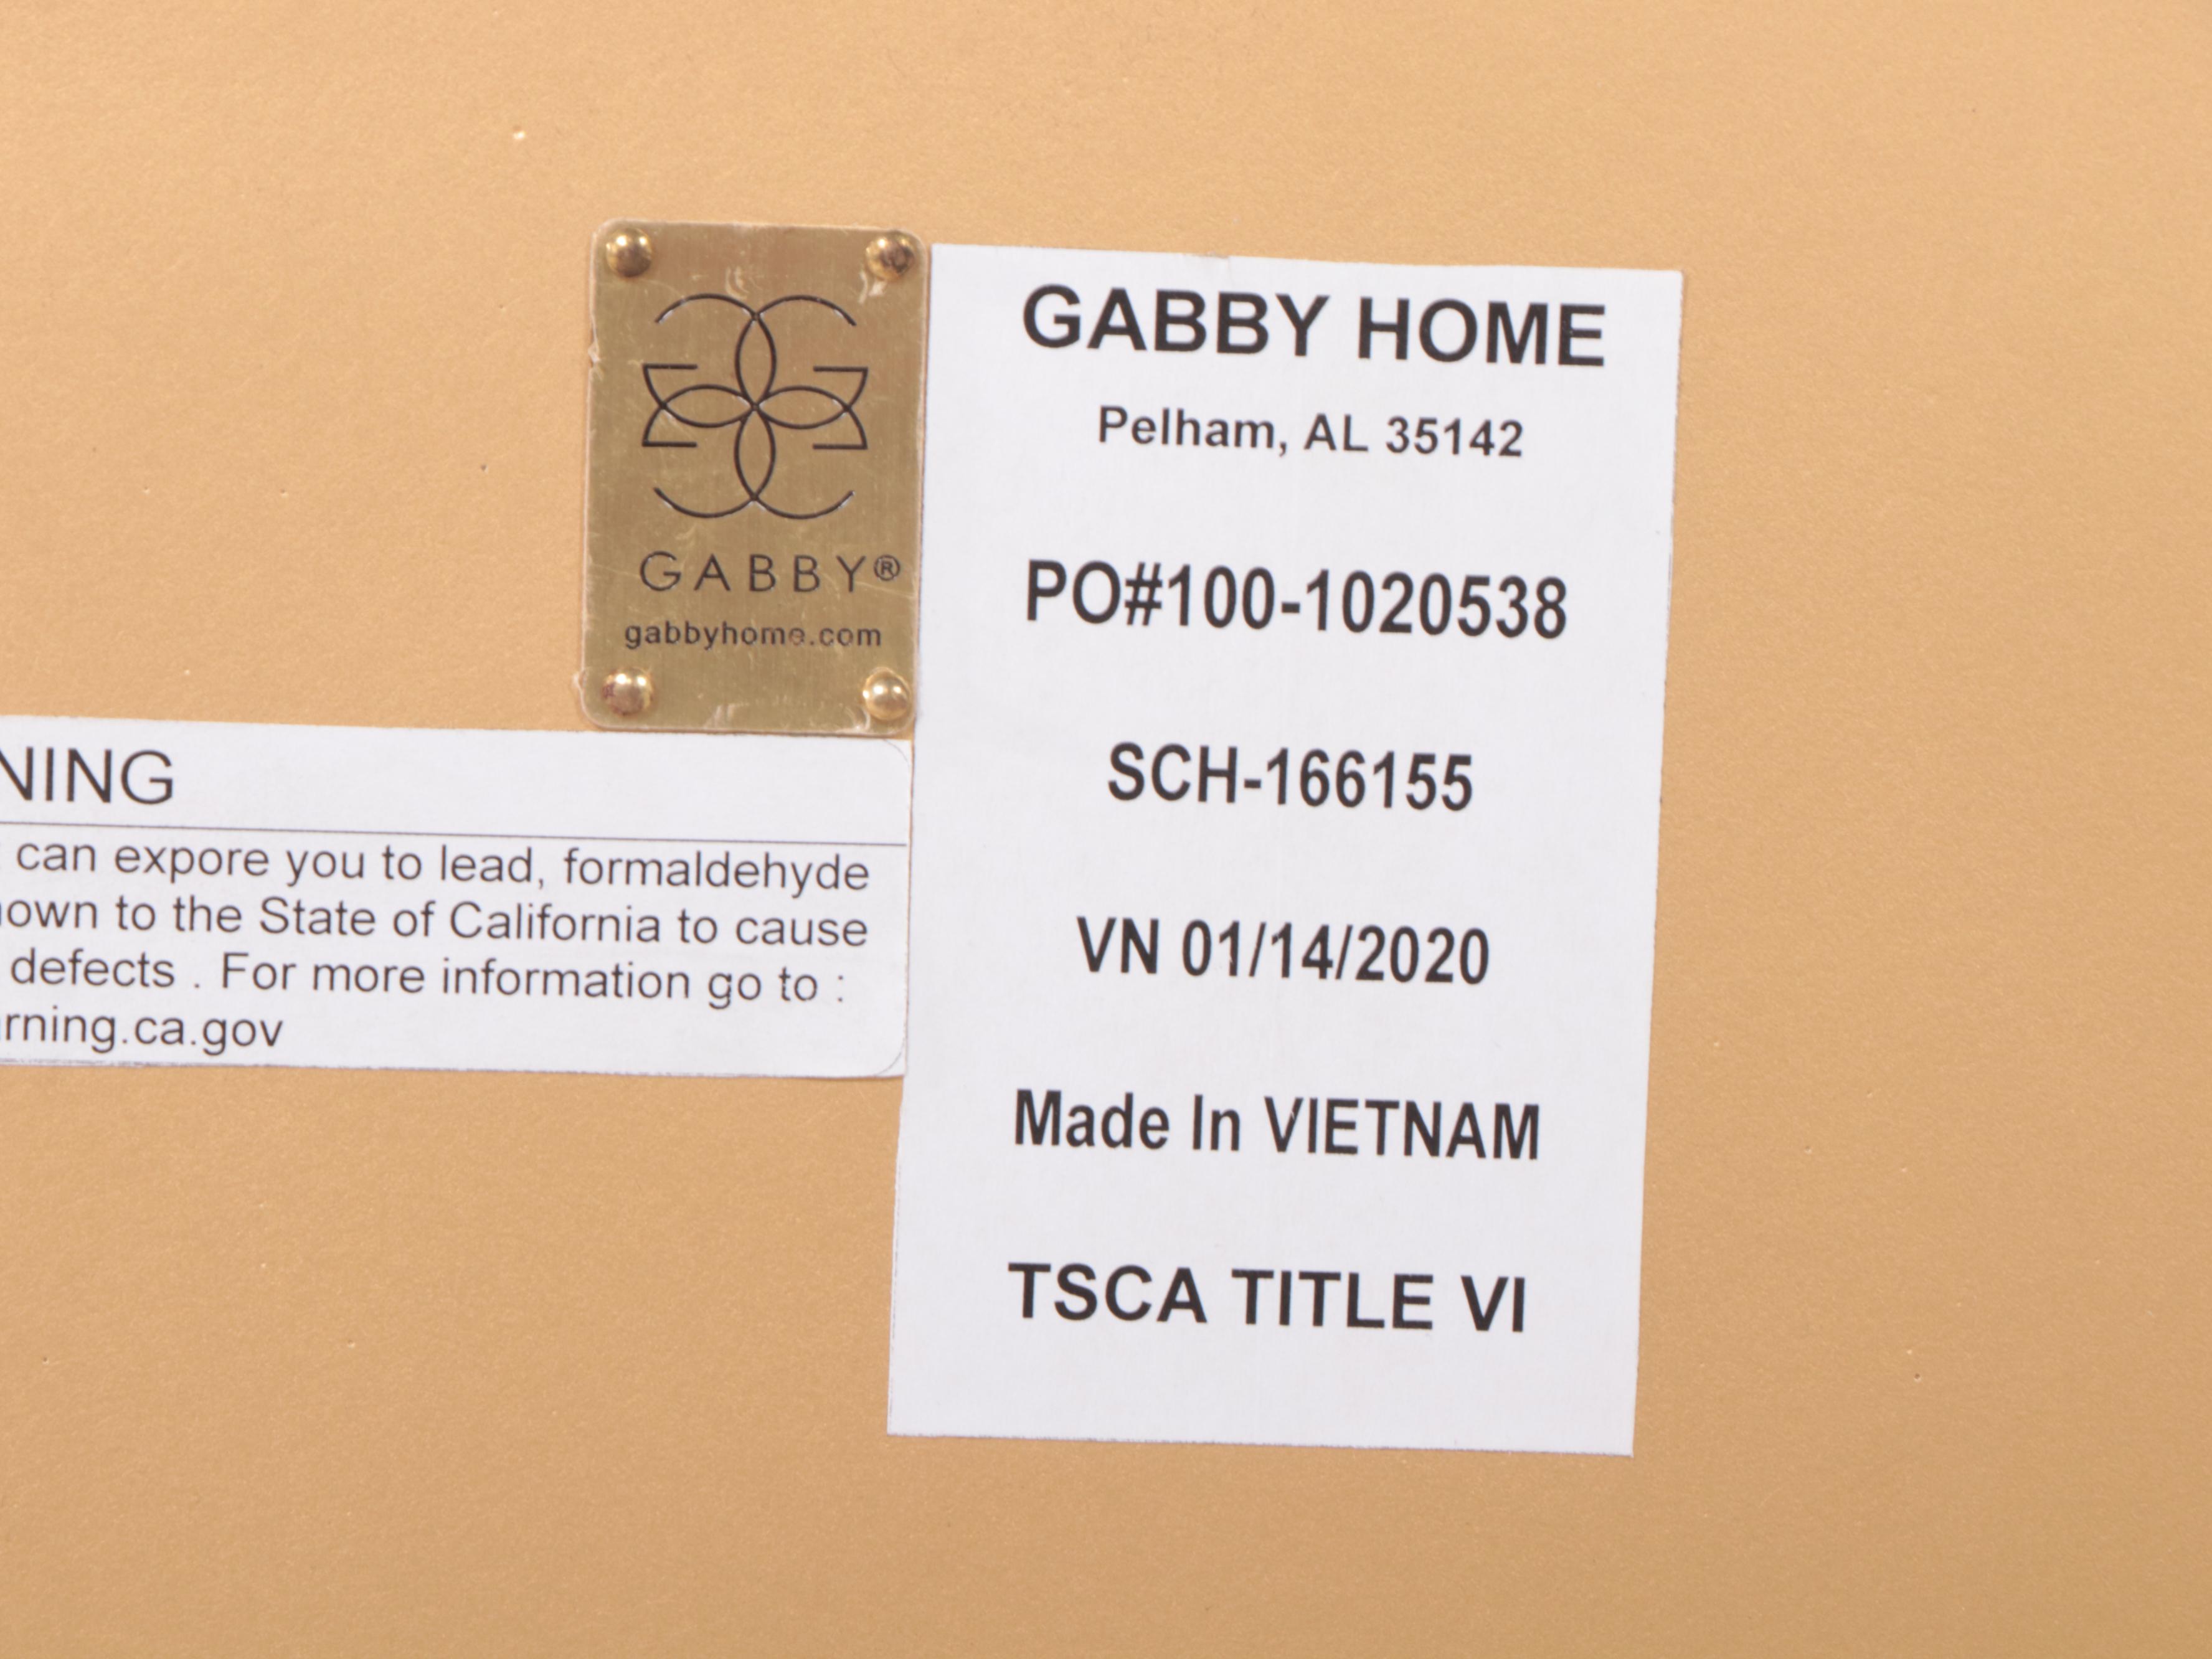 GABBY®
gabbyhome.com
GABBY HOME
Pelham, AL 35142
PO#100-1020538
SCH-166155
VN 01/14/2020
Made In VIETNAM
TSCA TITLE VI
NING
can expore you to lead, formaldehyde
own to the State of California to cause
defects . For more information go to :
rning.ca.gov